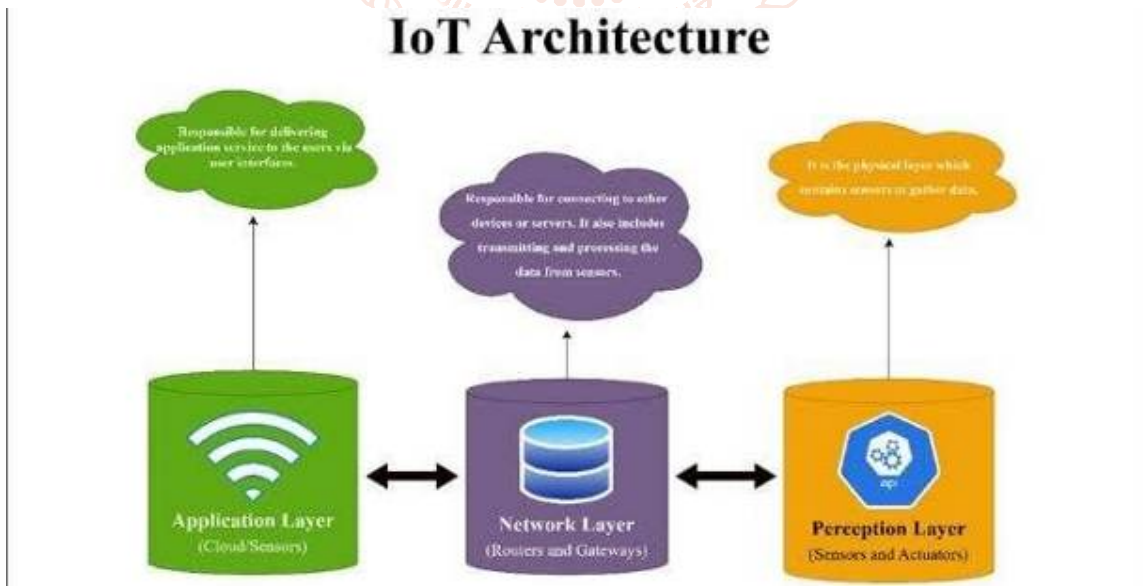 IoT Architecture
Responsible for delivering
application service to the users via
user interfaces.
Responsible for connecting to other
devices or servers. It also includes
transmitting and processing the
data from sensors.
It is the physical layer which
contains sensors to gather data.
Application Layer
(Cloud/Sensors)
Network Layer
(Routers and Gateways)
api
Perception Layer
(Sensors and Actuators)